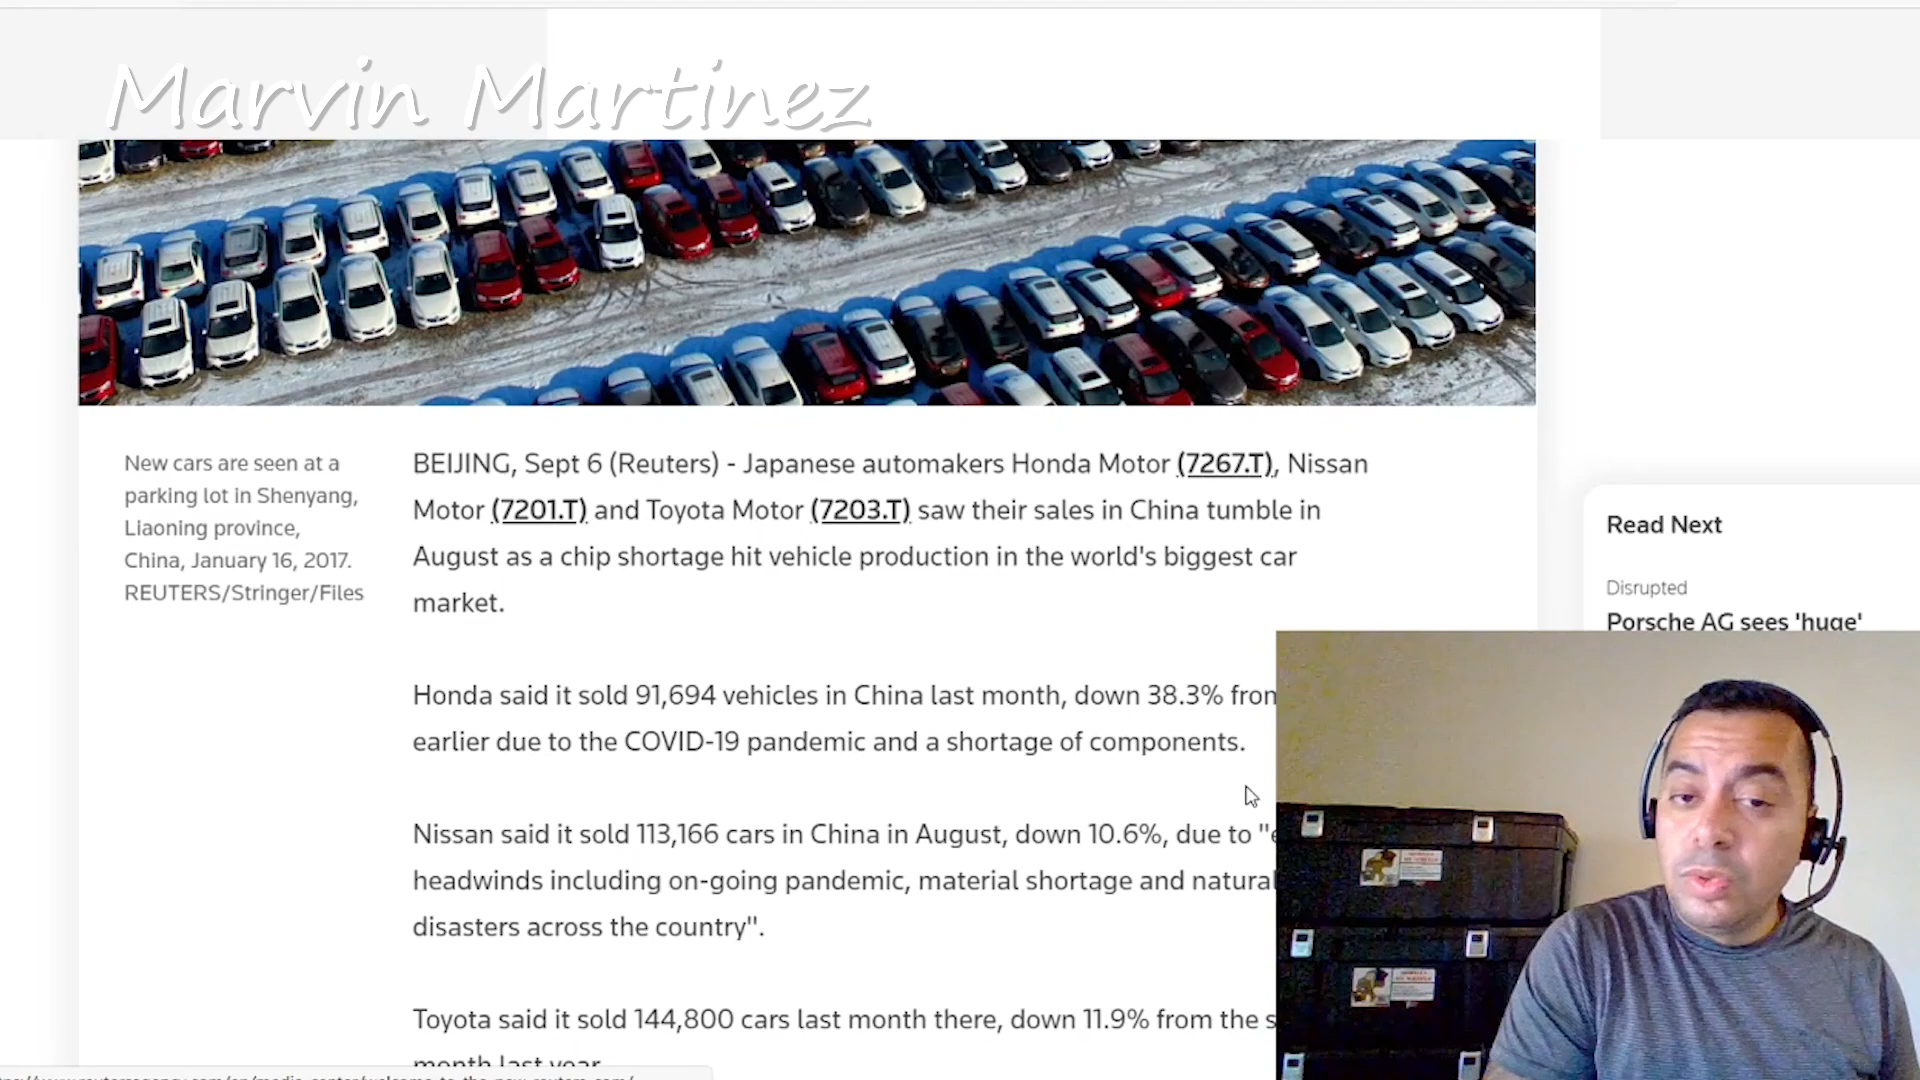 Marvin Martinez
New cars are seen at a
parking lot in Shenyang,
Liaoning province,
China, January 16, 2017.
REUTERS/Stringer/Files
BEIJING, Sept 6 (Reuters) - Japanese automakers Honda Motor (7267.T), Nissan
Motor (7201.T) and Toyota Motor (7203.T) saw their sales in China tumble in
August as a chip shortage hit vehicle production in the world's biggest car
market.
Honda said it sold 91,694 vehicles in China last month, down 38.3% from
earlier due to the COVID-19 pandemic and a shortage of components.
Nissan said it sold 113,166 cars in China in August, down 10.6%, due to "
headwinds including on-going pandemic, material shortage and natural
disasters across the country".
Toyota said it sold 144,800 cars last month there, down 11.9% from the s
month last year
Read Next
Disrupted
Porsche AG sees 'huge'